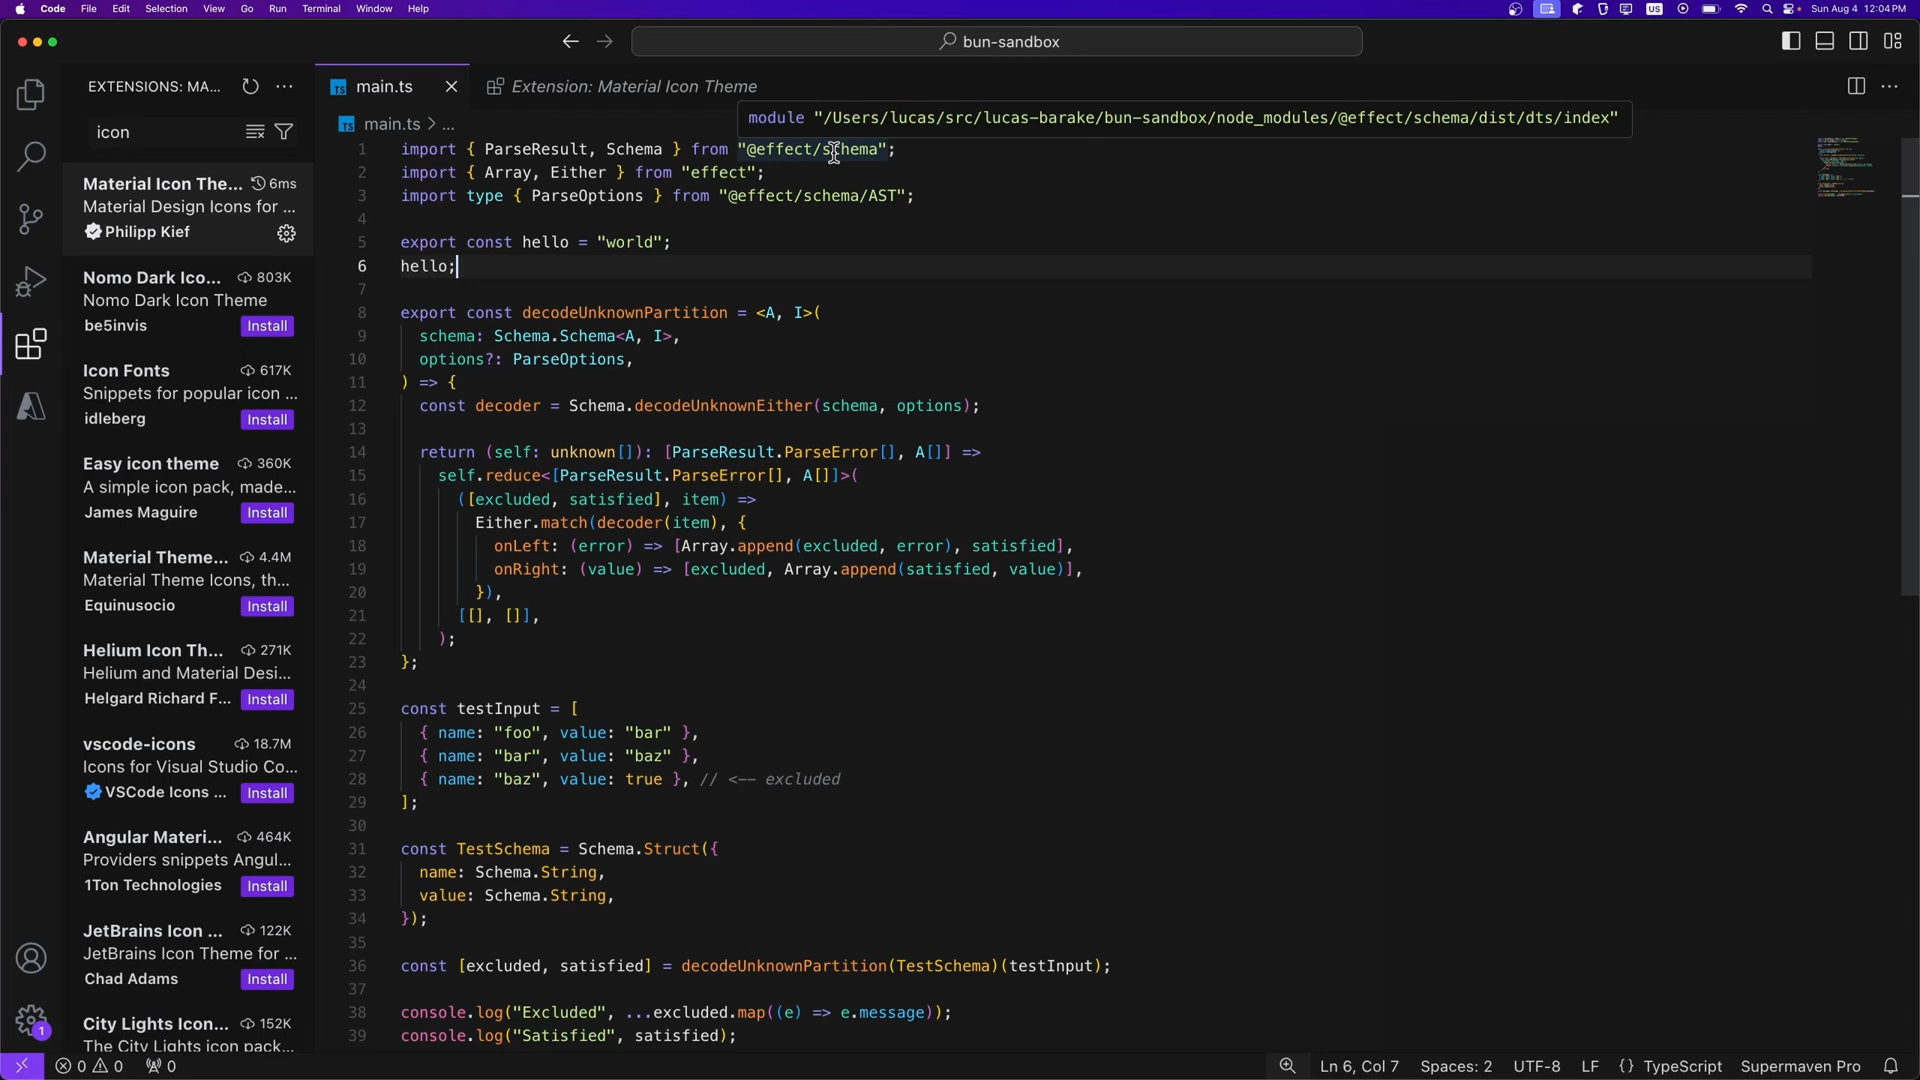 Code File Edit Selection View Go Run Terminal Window Help
US Sun Aug 4 12:04 PM
bun-sandbox
EXTENSIONS: MA...
icon
Material Icon The... 6ms
Material Design Icons for ...
Philipp Kief
Nomo Dark Ico... 803K
Nomo Dark Icon Theme
be5invis Install
Icon Fonts 617K
Snippets for popular icon ...
idleberg Install
Easy icon theme 360K
A simple icon pack, made...
James Maguire Install
Material Theme... 4.4M
Material Theme Icons, th...
Equinusocio Install
Helium Icon Th... 271K
Helium and Material Desi...
Helgard Richard F... Install
vscode-icons 18.7M
Icons for Visual Studio Co...
VSCode Icons ... Install
Angular Materi... 464K
Providers snippets Angul...
1Ton Technologies Install
JetBrains Icon ... 122K
JetBrains Icon Theme for ...
Chad Adams Install
City Lights Icon... 152K
The City Lights icon pack...
1
TS main.ts Extension: Material Icon Theme
TS main.ts > ...
module "/Users/lucas/src/lucas-barake/bun-sandbox/node_modules/@effect/schema/dist/dts/index"
1 import { ParseResult, Schema } from "@effect/schema";
2 import { Array, Either } from "effect";
3 import type { ParseOptions } from "@effect/schema/AST";
4
5 export const hello = "world";
6 hello;
7
8 export const decodeUnknownPartition = <A, I>(
9 schema: Schema.Schema<A, I>,
10 options?: ParseOptions,
11 ) => {
12 const decoder = Schema.decodeUnknownEither(schema, options);
13
14 return (self: unknown[]): [ParseResult.ParseError[], A[]] =>
15 self.reduce<[ParseResult.ParseError[], A[]]>(
16 ([excluded, satisfied], item) =>
17 Either.match(decoder(item), {
18 onLeft: (error) => [Array.append(excluded, error), satisfied],
19 onRight: (value) => [excluded, Array.append(satisfied, value)],
20 }),
21 [[], []],
22 );
23 };
24
25 const testInput = [
26 { name: "foo", value: "bar" },
27 { name: "bar", value: "baz" },
28 { name: "baz", value: true }, // <-- excluded
29 ];
30
31 const TestSchema = Schema.Struct({
32 name: Schema.String,
33 value: Schema.String,
34 });
35
36 const [excluded, satisfied] = decodeUnknownPartition(TestSchema)(testInput);
37
38 console.log("Excluded", ...excluded.map((e) => e.message));
39 console.log("Satisfied", satisfied);
0 0 0 Ln 6, Col 7 Spaces: 2 UTF-8 LF {} TypeScript Supermaven Pro